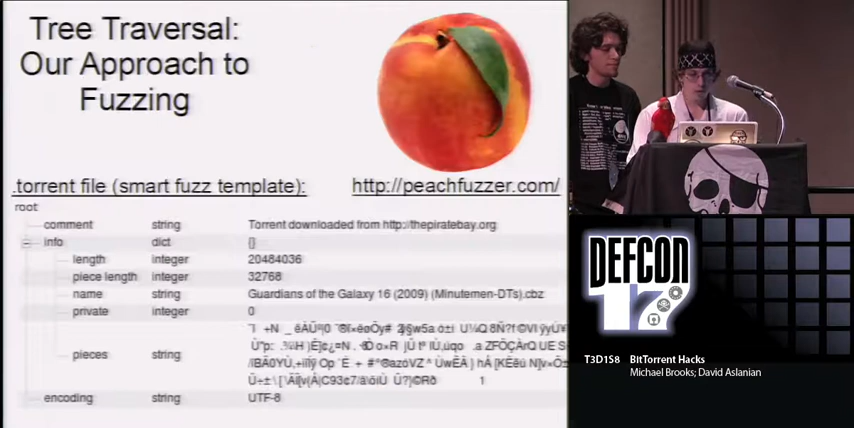 Tree Traversal:
Our Approach to
Fuzzing
.torrent file (smart fuzz template):
http://peachfuzzer.com/
root
comment string Torrent downloaded from http://thepiratebay.org
info dict {}
length integer 20484036
piece length integer 32768
name string Guardians of the Galaxy 16 (2009) (Minutemen-DTs).cbz
private integer 0
pieces string
encoding string UTF-8
DEFCON
17
T3D1S8 BitTorrent Hacks
Michael Brooks; David Aslanian